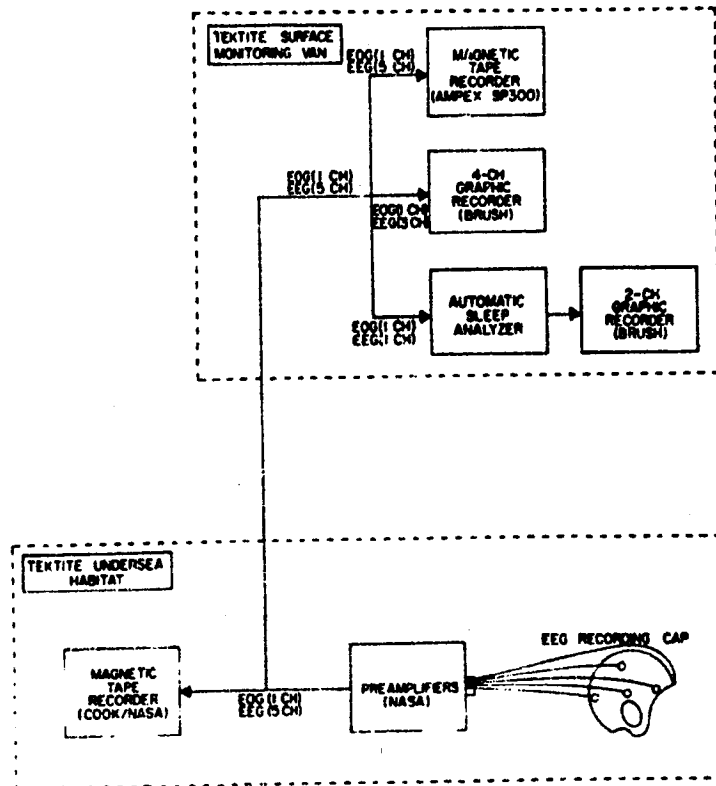 TEKTITE SURFACE
MONITORING VAN
EOG(1 CH)
EEG(5 CH)
MAGNETIC
TAPE
RECORDER
(AMPEX SP300)
EOG(1 CH)
EEG(5 CH)
4-CH
GRAPHIC
RECORDER
(BRUSH)
EOG(1 CH)
EEG(3 CH)
EOG(1 CH)
EEG(1 CH)
AUTOMATIC
SLEEP
ANALYZER
2-CH
GRAPHIC
RECORDER
(BRUSH)
TEKTITE UNDERSEA
HABITAT
EEG RECORDING CAP
MAGNETIC
TAPE
RECORDER
(COOK/NASA)
EOG(1 CH)
EEG(5 CH)
PREAMPLIFIERS
(NASA)